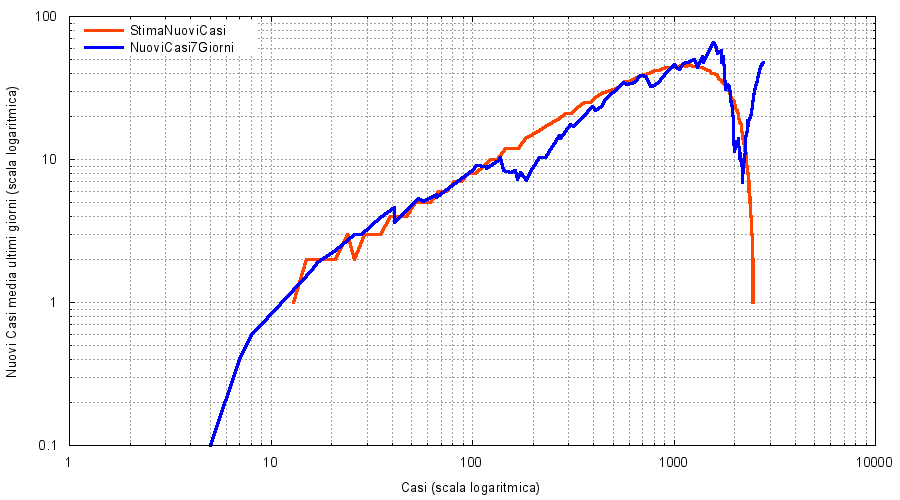 100
StimaNuoviCasi
NuoviCasi7Giorni
10
1
0.1
Nuovi Casi media ultimi giorni (scala logaritmica)
1 10 100 1000 10000
Casi (scala logaritmica)